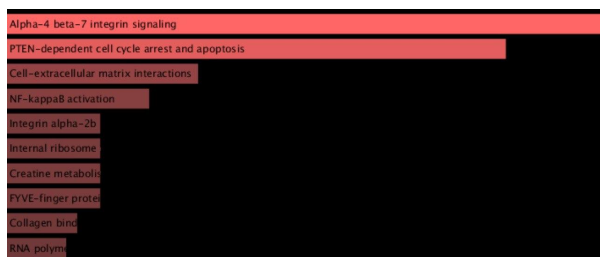 Alpha-4 beta-7 integrin signaling
PTEN-dependent cell cycle arrest and apoptosis
Cell-extracellular matrix interactions
NF-kappaB activation
Integrin alpha-2b
Internal ribosome
Creatine metabolis
FYVE-finger protei
Collagen bind
RNA polyme